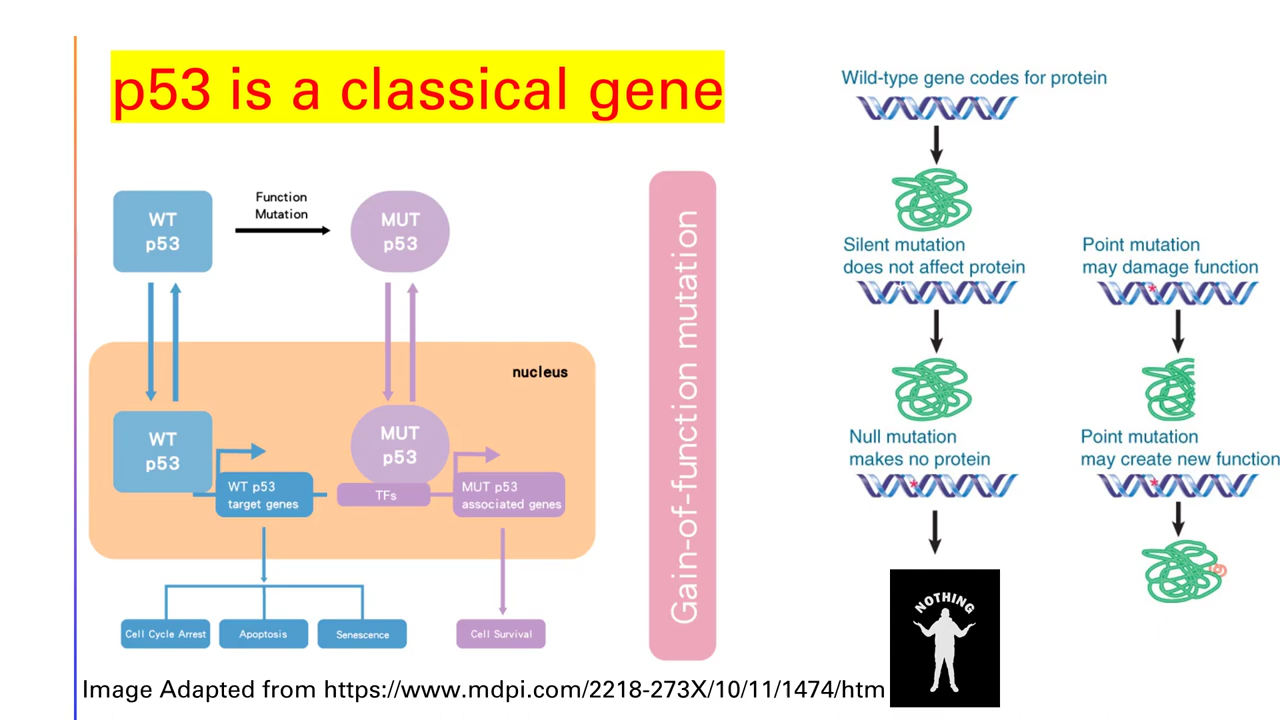 p53 is a classical gene
WT
p53
Function
Mutation
MUT
p53
nucleus
WT
p53
WT p53
target genes
MUT
p53
TFs
MUT p53
associated genes
Cell Cycle Arrest
Apoptosis
Senescence
Cell Survival
Gain-of-function mutation
Wild-type gene codes for protein
Silent mutation
does not affect protein
Point mutation
may damage function
Null mutation
makes no protein
Point mutation
may create new function
NOTHING
Image Adapted from https://www.mdpi.com/2218-273X/10/11/1474/htm